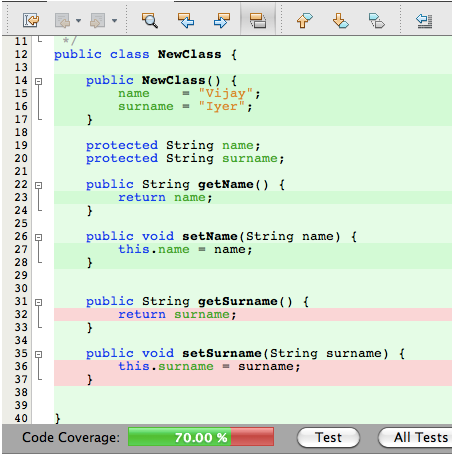 11 */
12 public class NewClass {
13
14 public NewClass() {
15 name = "Vijay";
16 surname = "Iyer";
17 }
18
19 protected String name;
20 protected String surname;
21
22 public String getName() {
23 return name;
24 }
25
26 public void setName(String name) {
27 this.name = name;
28 }
29
30
31 public String getSurname() {
32 return surname;
33 }
34
35 public void setSurname(String surname) {
36 this.surname = surname;
37 }
38
39
40 }
Code Coverage: 70.00 % Test All Tests